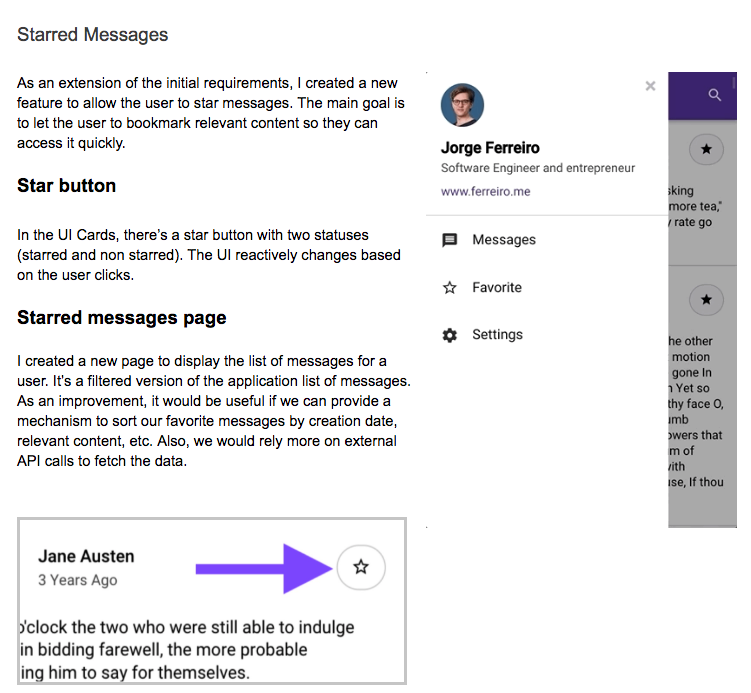 Starred Messages
As an extension of the initial requirements, I created a new
feature to allow the user to star messages. The main goal is
to let the user to bookmark relevant content so they can
access it quickly.
Star button
In the UI Cards, there's a star button with two statuses
(starred and non starred). The UI reactively changes based
on the user clicks.
Starred messages page
I created a new page to display the list of messages for a
user. It's a filtered version of the application list of messages.
As an improvement, it would be useful if we can provide a
mechanism to sort our favorite messages by creation date,
relevant content, etc. Also, we would rely more on external
API calls to fetch the data.
Jane Austen
3 Years Ago
o'clock the two who were still able to indulge
in bidding farewell, the more probable
ing him to say for themselves.
Jorge Ferreiro
Software Engineer and entrepreneur
www.ferreiro.me
Messages
Favorite
Settings
more tea,"
rate go
he other
motion
gone In
Yet so
thy face O,
that
m of
use, If thou